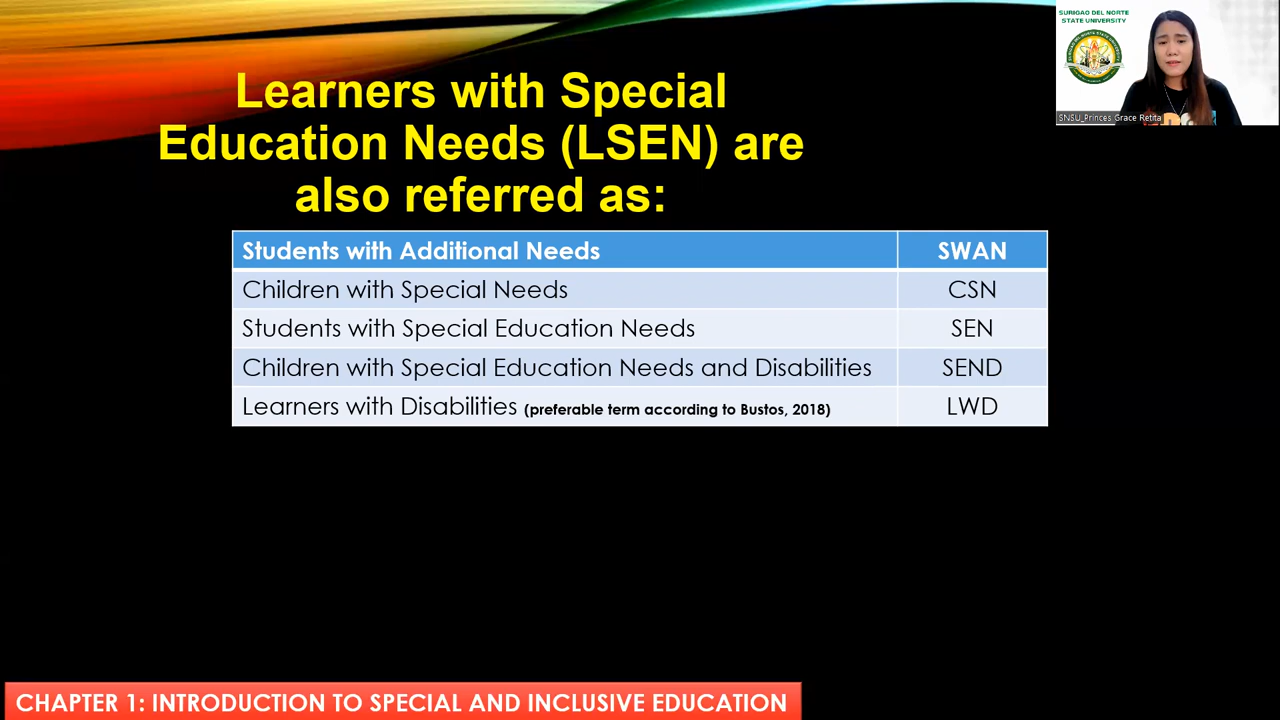 Learners with Special
Education Needs (LSEN) are
also referred as:
Students with Additional Needs SWAN
Children with Special Needs CSN
Students with Special Education Needs SEN
Children with Special Education Needs and Disabilities SEND
Learners with Disabilities (preferable term according to Bustos, 2018) LWD
CHAPTER 1: INTRODUCTION TO SPECIAL AND INCLUSIVE EDUCATION
SURIGAO DEL NORTE
STATE UNIVERSITY
SNSU_Princes Grace Retita